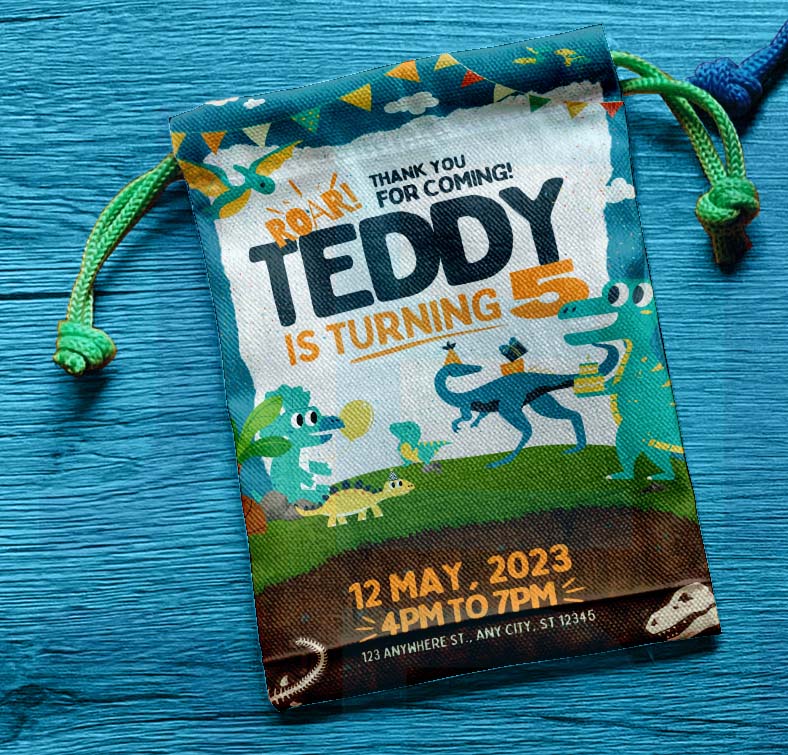 ROAR!
THANK YOU
FOR COMING!
TEDDY
IS TURNING 5
12 MAY, 2023
4PM TO 7PM
123 ANYWHERE ST., ANY CITY, ST 12345